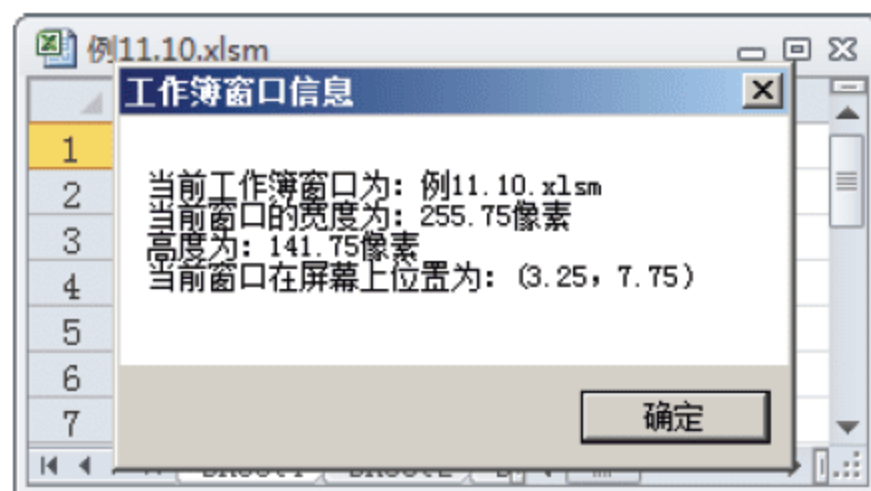 例11.10.xlsm
工作簿窗口信息
1
2
3
4
5
6
7
当前工作簿窗口为: 例11.10.xlsm
当前窗口的宽度为: 255.75像素
高度为: 141.75像素
当前窗口在屏幕上位置为: (3.25, 7.75)
确定